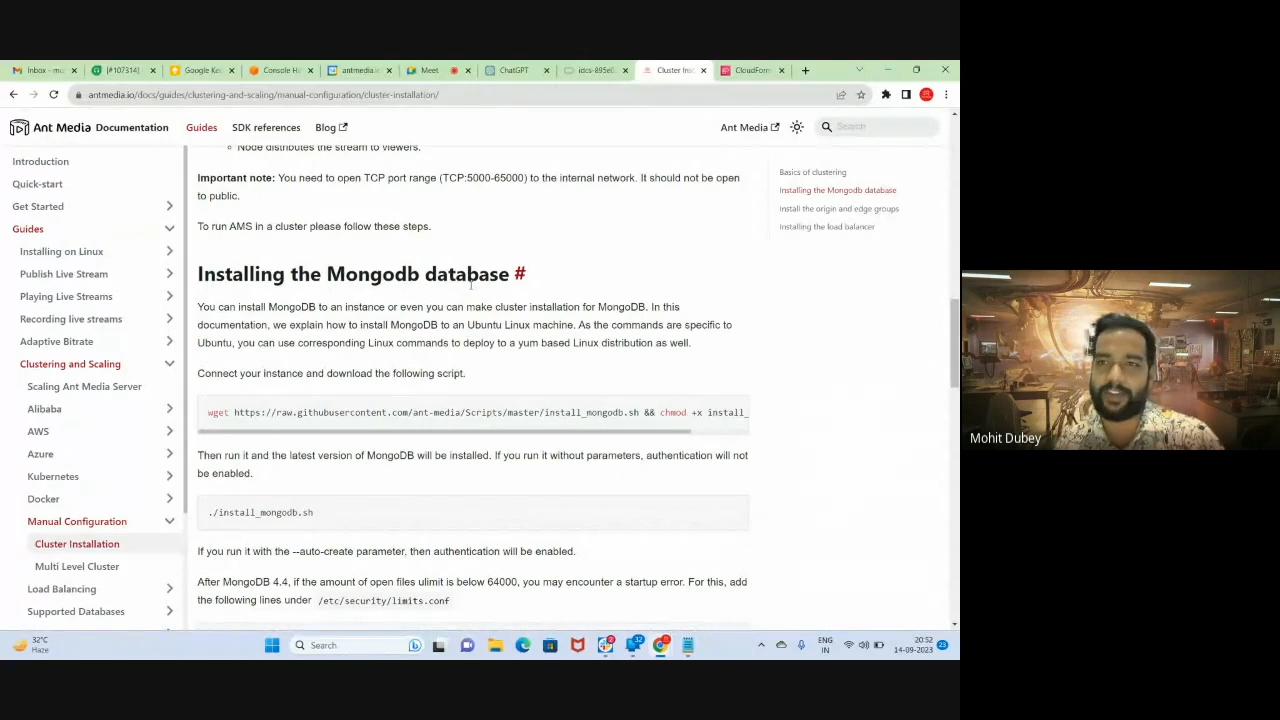 Inbox - mu
[#107314]
Google Ke
Console Hi
antmedia.io
Meet
ChatGPT
idcs-895e0
Cluster Ins
CloudForm
antmedia.io/docs/guides/clustering-and-scaling/manual-configuration/cluster-installation/
Ant Media Documentation
Guides
SDK references
Blog
Ant Media
Search
Introduction
Quick-start
Get Started
Guides
Installing on Linux
Publish Live Stream
Playing Live Streams
Recording live streams
Adaptive Bitrate
Clustering and Scaling
Scaling Ant Media Server
Alibaba
AWS
Azure
Kubernetes
Docker
Manual Configuration
Cluster Installation
Multi Level Cluster
Load Balancing
Supported Databases
Node distributes the stream to viewers.
Important note: You need to open TCP port range (TCP:5000-65000) to the internal network. It should not be open
to public.
To run AMS in a cluster please follow these steps.
Installing the Mongodb database #
You can install MongoDB to an instance or even you can make cluster installation for MongoDB. In this
documentation, we explain how to install MongoDB to an Ubuntu Linux machine. As the commands are specific to
Ubuntu, you can use corresponding Linux commands to deploy to a yum based Linux distribution as well.
Connect your instance and download the following script.
wget https://raw.githubusercontent.com/ant-media/Scripts/master/install_mongodb.sh && chmod +x install_
Then run it and the latest version of MongoDB will be installed. If you run it without parameters, authentication will not
be enabled.
./install_mongodb.sh
If you run it with the --auto-create parameter, then authentication will be enabled.
After MongoDB 4.4, if the amount of open files ulimit is below 64000, you may encounter a startup error. For this, add
the following lines under /etc/security/limits.conf
Basics of clustering
Installing the Mongodb database
Install the origin and edge groups
Installing the load balancer
Mohit Dubey
32°C
Haze
Search
ENG
IN
20:52
14-09-2023